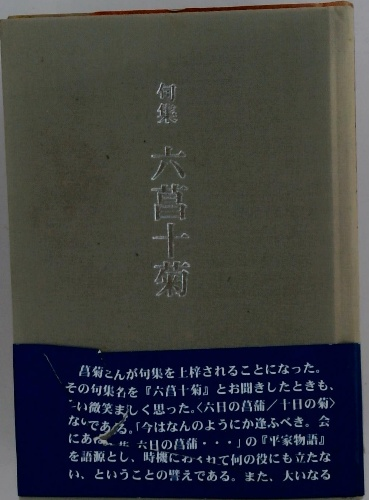 句集
六菖十菊
菖菊さんが句集を上梓されることになった。
その句集名を『六菖十菊』とお聞きしたときも、
い微笑ましく思った。〈六日の菖蒲／十日の菊〉
である。「今はなんのようにか逢ふべき。会
にあ 六日の菖蒲・・・」の『平家物語』
を語源とし、時機に くれて何の役にも立たな
い、ということの譬えである。また、大いなる